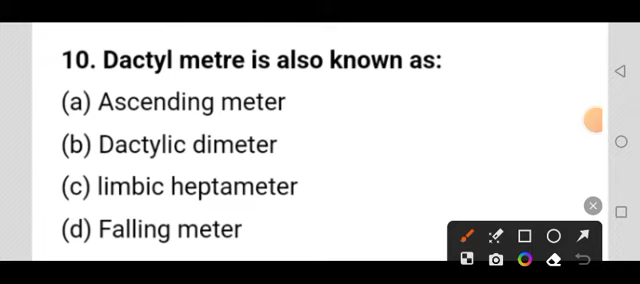 10. Dactyl metre is also known as:
(a) Ascending meter
(b) Dactylic dimeter
(c) limbic heptameter
(d) Falling meter